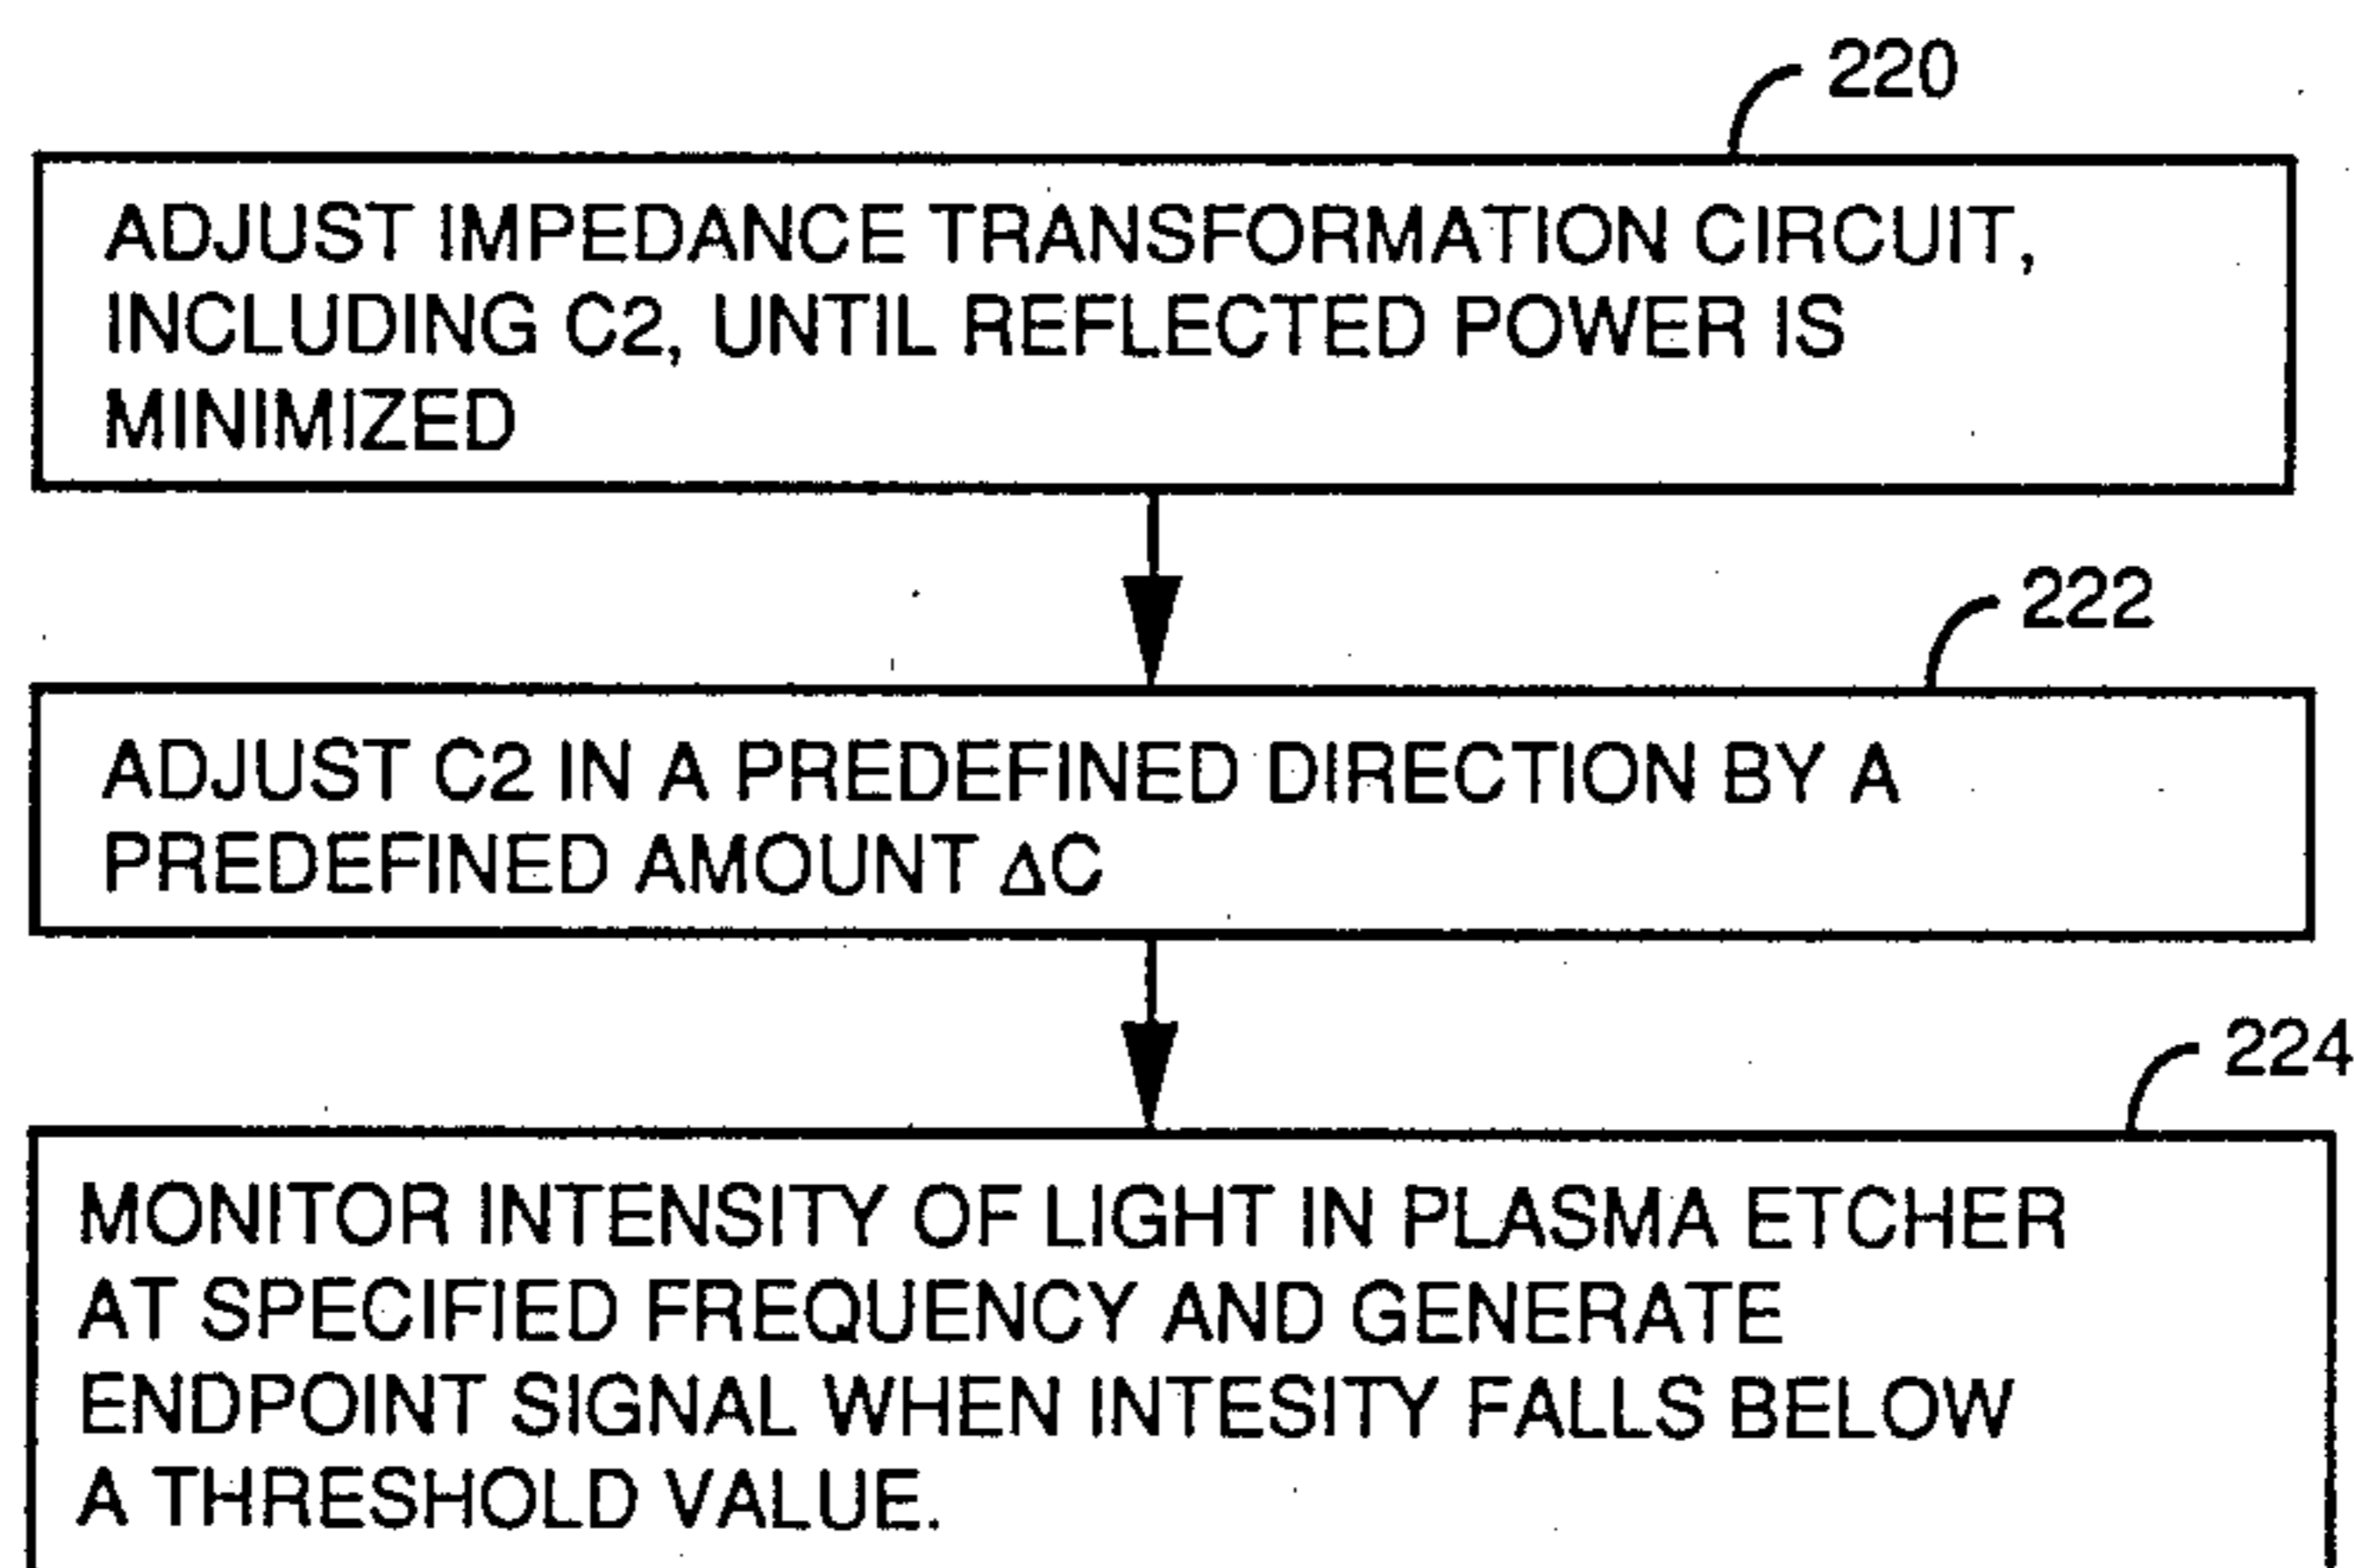 220
ADJUST IMPEDANCE TRANSFORMATION CIRCUIT,
INCLUDING C2, UNTIL REFLECTED POWER IS
MINIMIZED
222
ADJUST C2 IN A PREDEFINED DIRECTION BY A
PREDEFINED AMOUNT ΔC
224
MONITOR INTENSITY OF LIGHT IN PLASMA ETCHER
AT SPECIFIED FREQUENCY AND GENERATE
ENDPOINT SIGNAL WHEN INTESITY FALLS BELOW
A THRESHOLD VALUE.